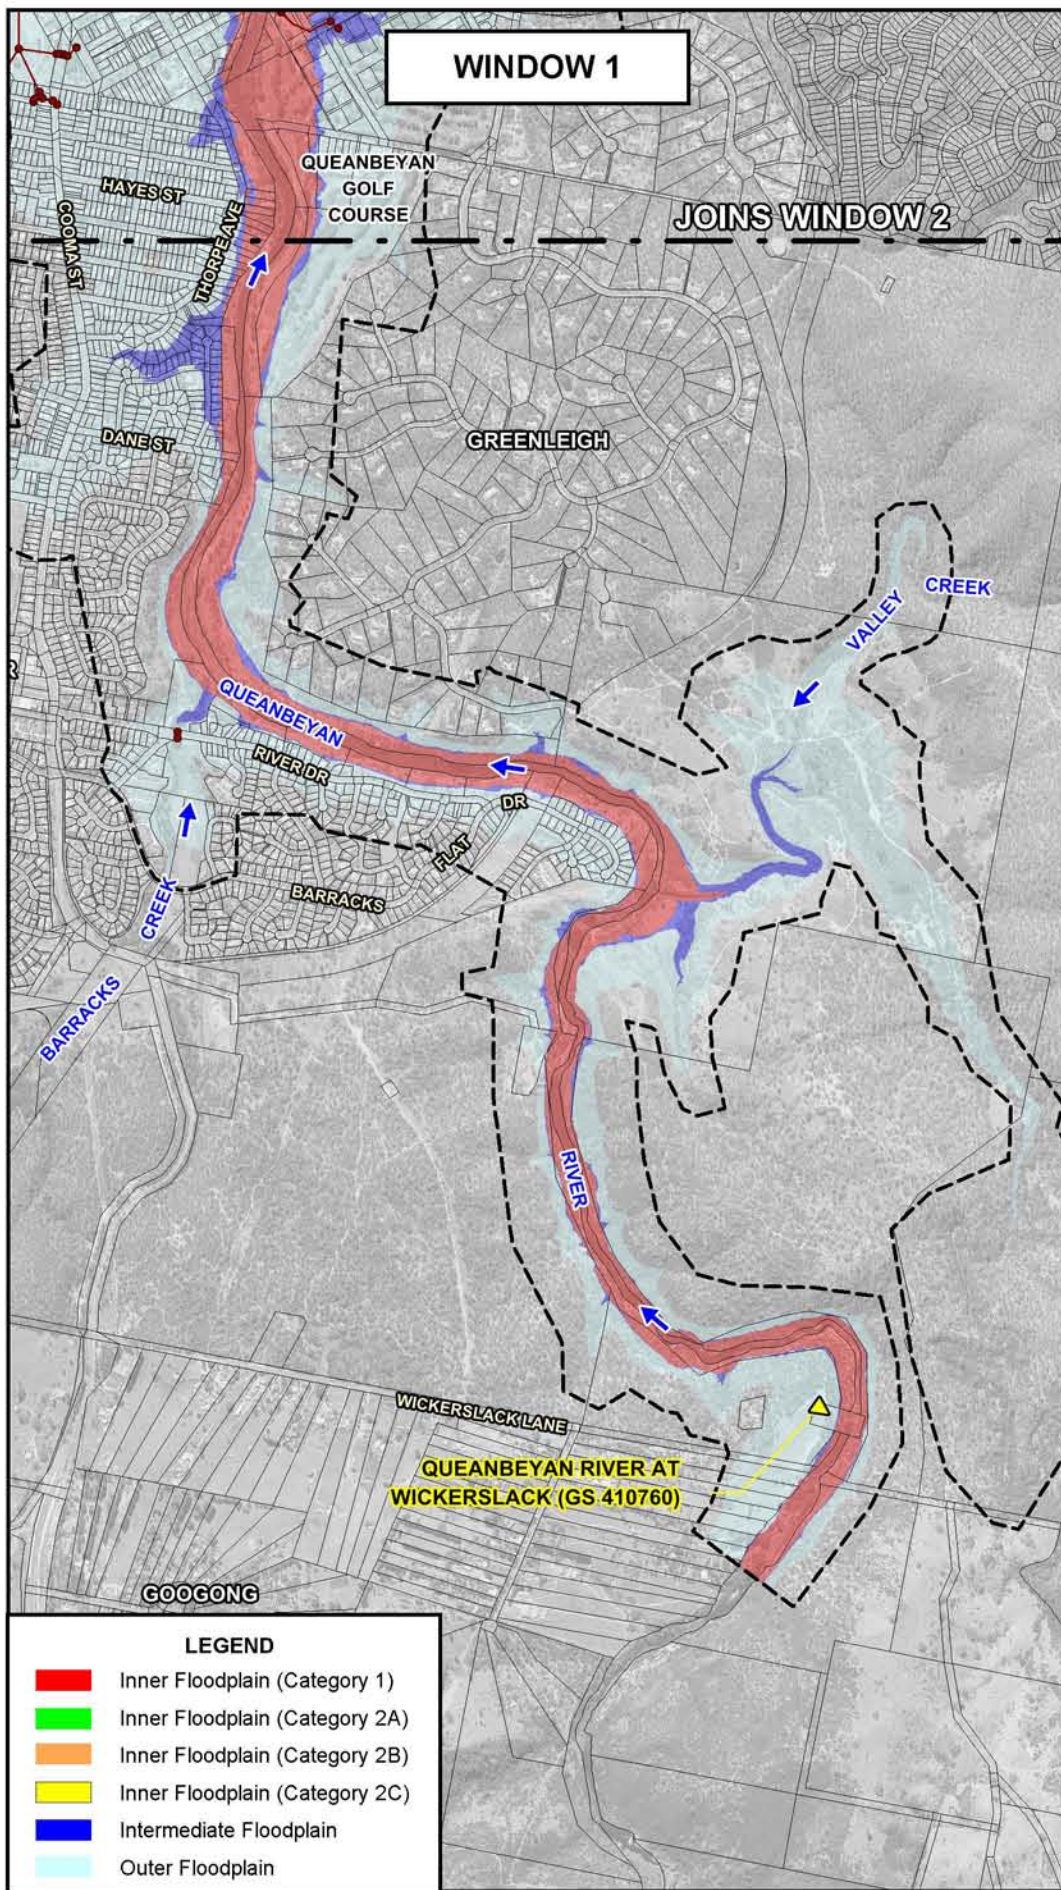 WINDOW 1
QUEANBEYAN
GOLF
COURSE
HAYES ST
COOMA ST
THORPE AVE
JOINS WINDOW 2
DANE ST
GREENLEIGH
VALLEY
CREEK
QUEANBEYAN
RIVER DR
DR
FLAT
BARRACKS
CREEK
BARRACKS
RIVER
WICKERSLACK LANE
QUEANBEYAN RIVER AT
WICKERSLACK (GS 410760)
GOOGONG
LEGEND
Inner Floodplain (Category 1)
Inner Floodplain (Category 2A)
Inner Floodplain (Category 2B)
Inner Floodplain (Category 2C)
Intermediate Floodplain
Outer Floodplain